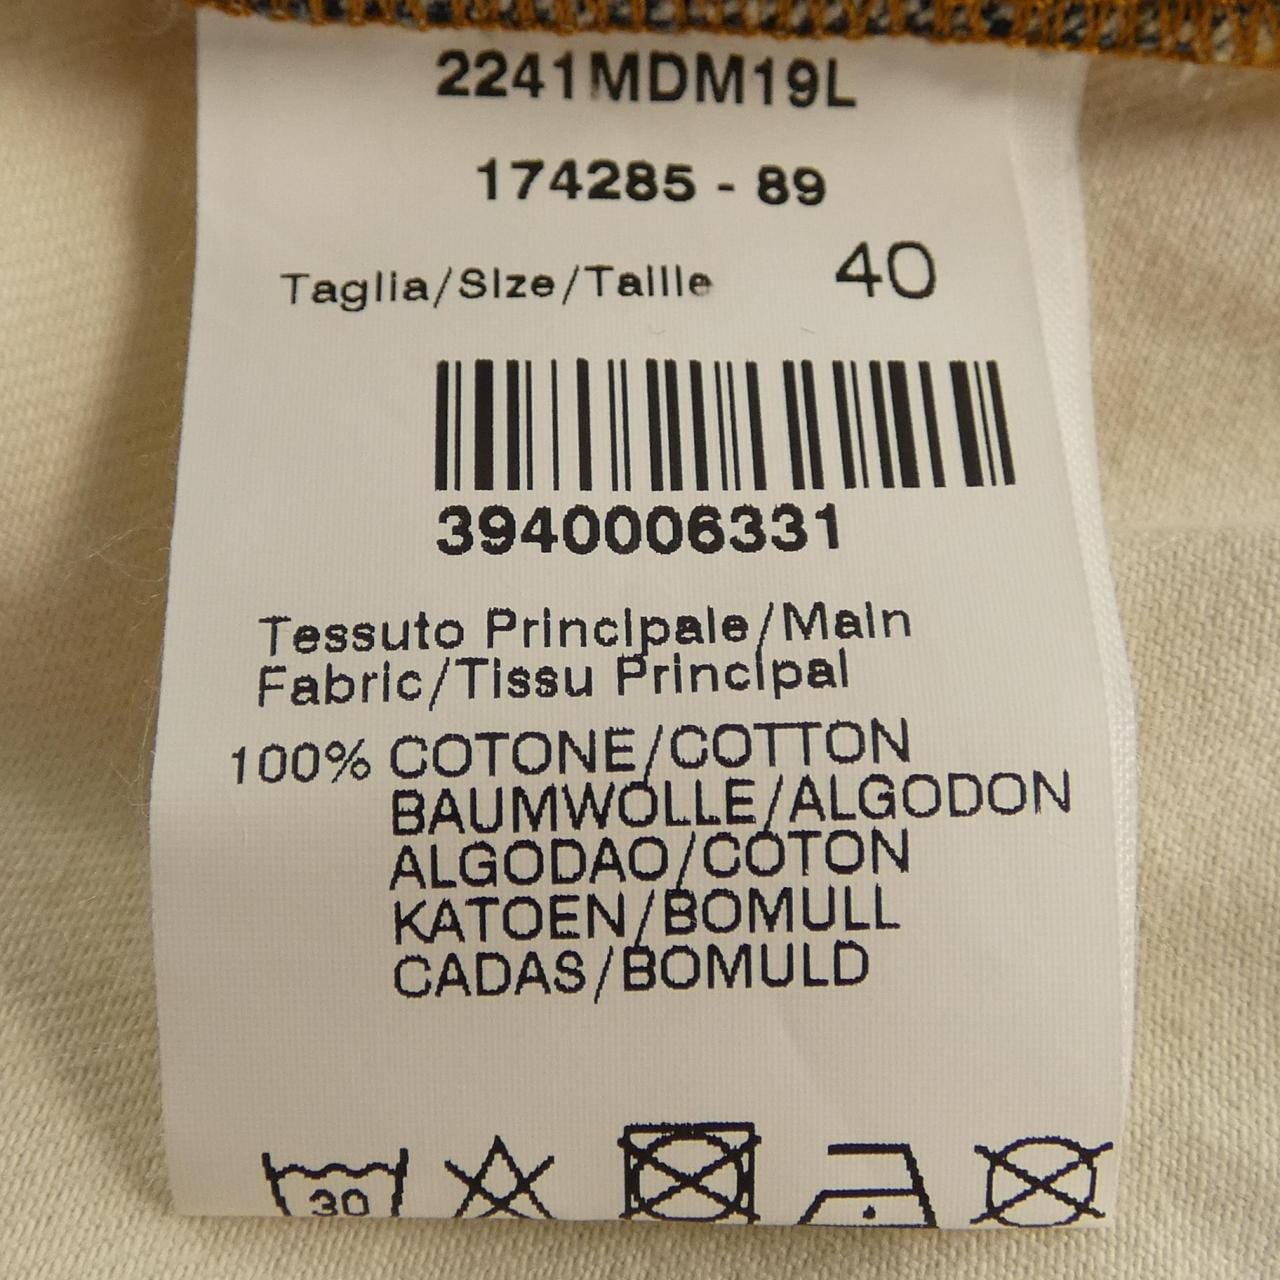 2241MDM19L
174285 - 89
Taglia/Size/Taille 40
3940006331
Tessuto Principale/Main
Fabric/Tissu Principal
100% COTONE/COTTON
BAUMWOLLE/ALGODON
ALGODAO/COTON
KATOEN/BOMULL
CADAS/BOMULD
30